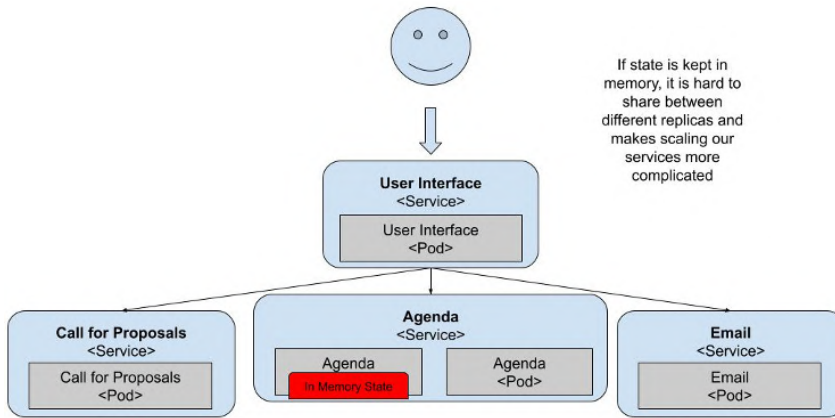 If state is kept in
memory, it is hard to
share between
different replicas and
makes scaling our
services more
complicated
User Interface
<Service>
User Interface
<Pod>
Call for Proposals
<Service>
Call for Proposals
<Pod>
Agenda
<Service>
Agenda
In Memory State
Agenda
<Pod>
Email
<Service>
Email
<Pod>